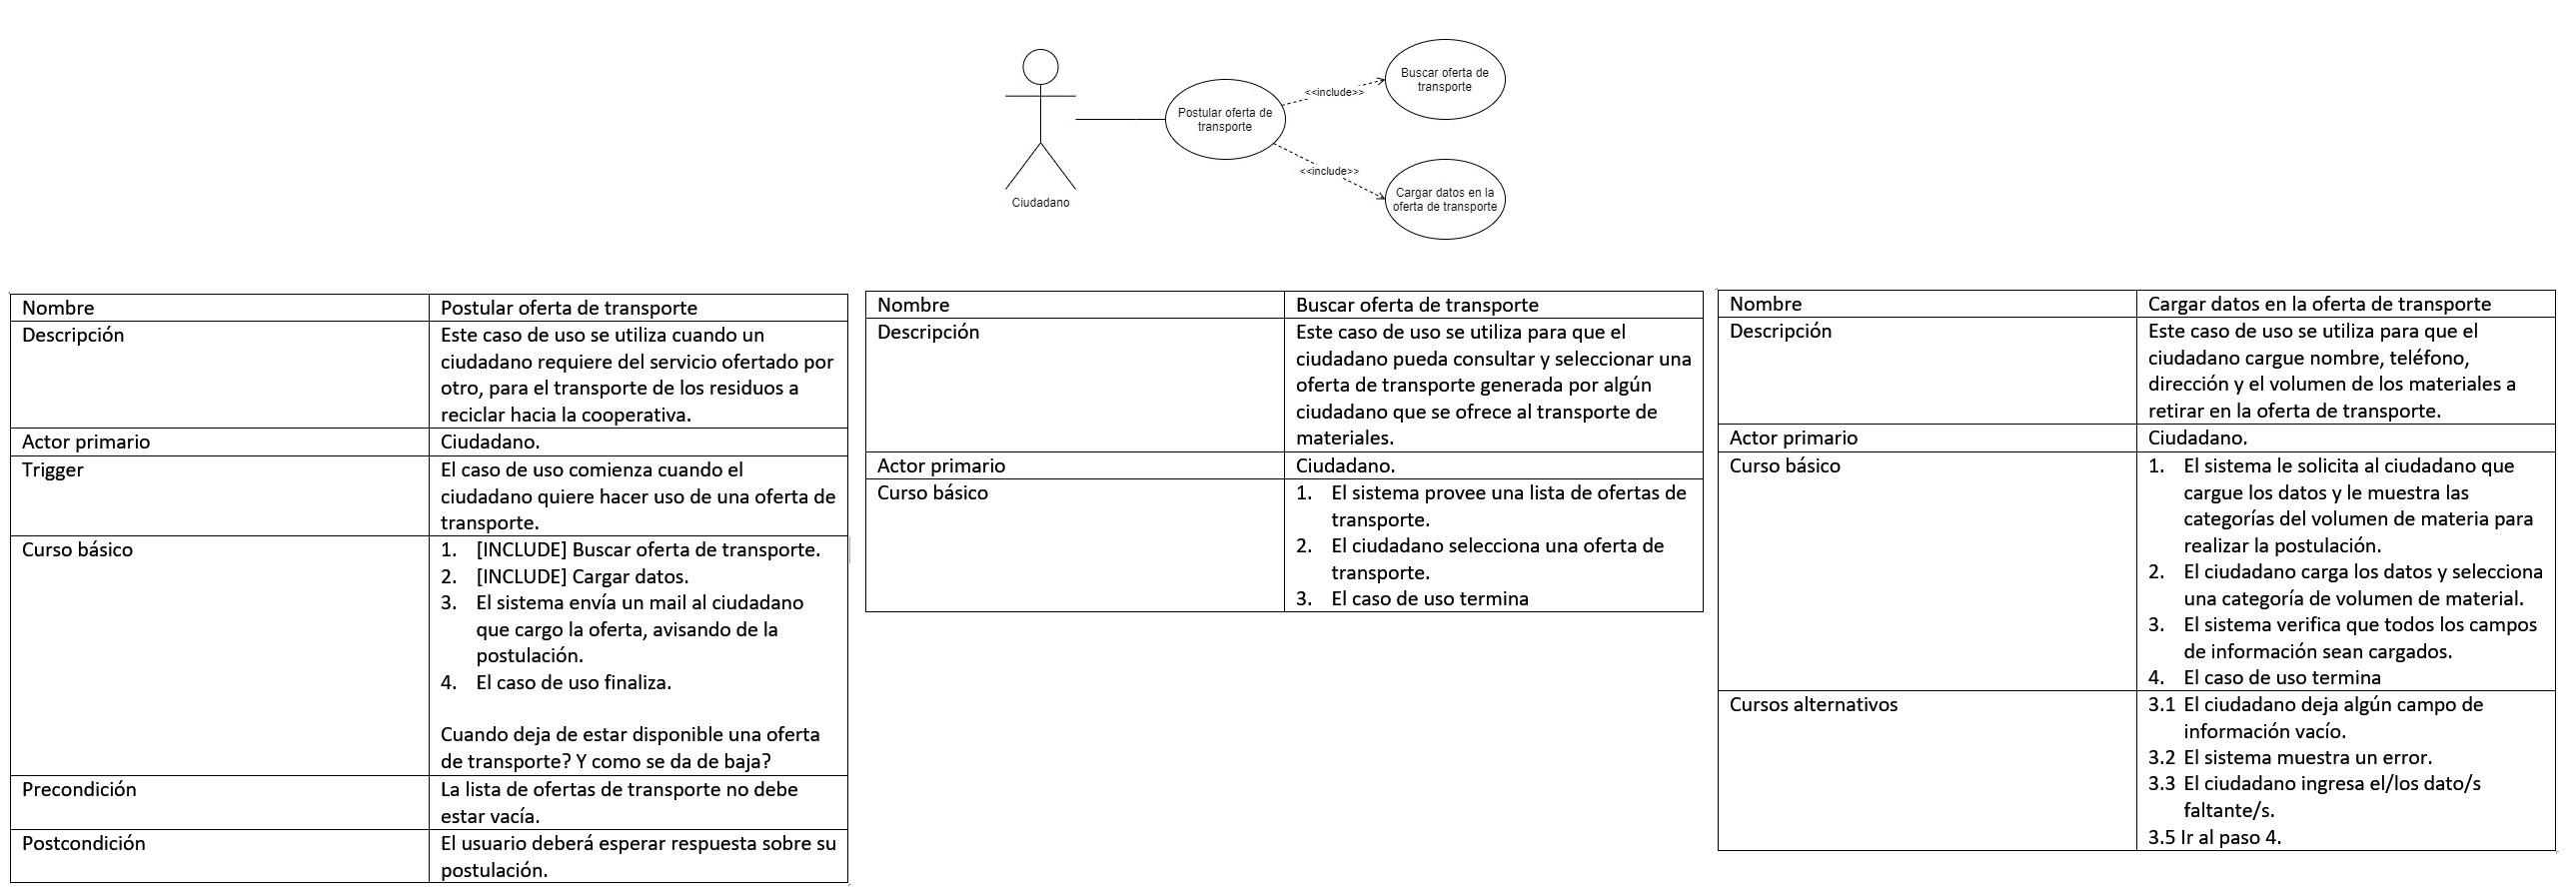 Buscar oferta de
transporte
<<include>>
Postular oferta de
transporte
<<include>>
Cargar datos en la
oferta de transporte
Ciudadano
Nombre
Postular oferta de transporte
Descripción
Este caso de uso se utiliza cuando un
ciudadano requiere del servicio ofertado por
otro, para el transporte de los residuos a
reciclar hacia la cooperativa.
Actor primario
Ciudadano.
Trigger
El caso de uso comienza cuando el
ciudadano quiere hacer uso de una oferta de
transporte.
Curso básico
1. [INCLUDE] Buscar oferta de transporte.
2. [INCLUDE] Cargar datos.
3. El sistema envía un mail al ciudadano
que cargo la oferta, avisando de la
postulación.
4. El caso de uso finaliza.
Cuando deja de estar disponible una oferta
de transporte? Y como se da de baja?
Precondición
La lista de ofertas de transporte no debe
estar vacía.
Postcondición
El usuario deberá esperar respuesta sobre su
postulación.
Nombre
Buscar oferta de transporte
Descripción
Este caso de uso se utiliza para que el
ciudadano pueda consultar y seleccionar una
oferta de transporte generada por algún
ciudadano que se ofrece al transporte de
materiales.
Actor primario
Ciudadano.
Curso básico
1. El sistema provee una lista de ofertas de
transporte.
2. El ciudadano selecciona una oferta de
transporte.
3. El caso de uso termina
Nombre
Cargar datos en la oferta de transporte
Descripción
Este caso de uso se utiliza para que el
ciudadano cargue nombre, teléfono,
dirección y el volumen de los materiales a
retirar en la oferta de transporte.
Actor primario
Ciudadano.
Curso básico
1. El sistema le solicita al ciudadano que
cargue los datos y le muestra las
categorías del volumen de materia para
realizar la postulación.
2. El ciudadano carga los datos y selecciona
una categoría de volumen de material.
3. El sistema verifica que todos los campos
de información sean cargados.
4. El caso de uso termina
Cursos alternativos
3.1 El ciudadano deja algún campo de
información vacío.
3.2 El sistema muestra un error.
3.3 El ciudadano ingresa el/los dato/s
faltante/s.
3.5 Ir al paso 4.